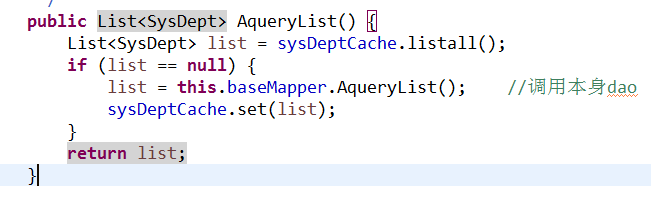 public List<SysDept> AqueryList() {
List<SysDept> list = sysDeptCache.listall();
if (list == null) {
list = this.baseMapper.AqueryList();    //调用本身dao
sysDeptCache.set(list);
}
return list;
}